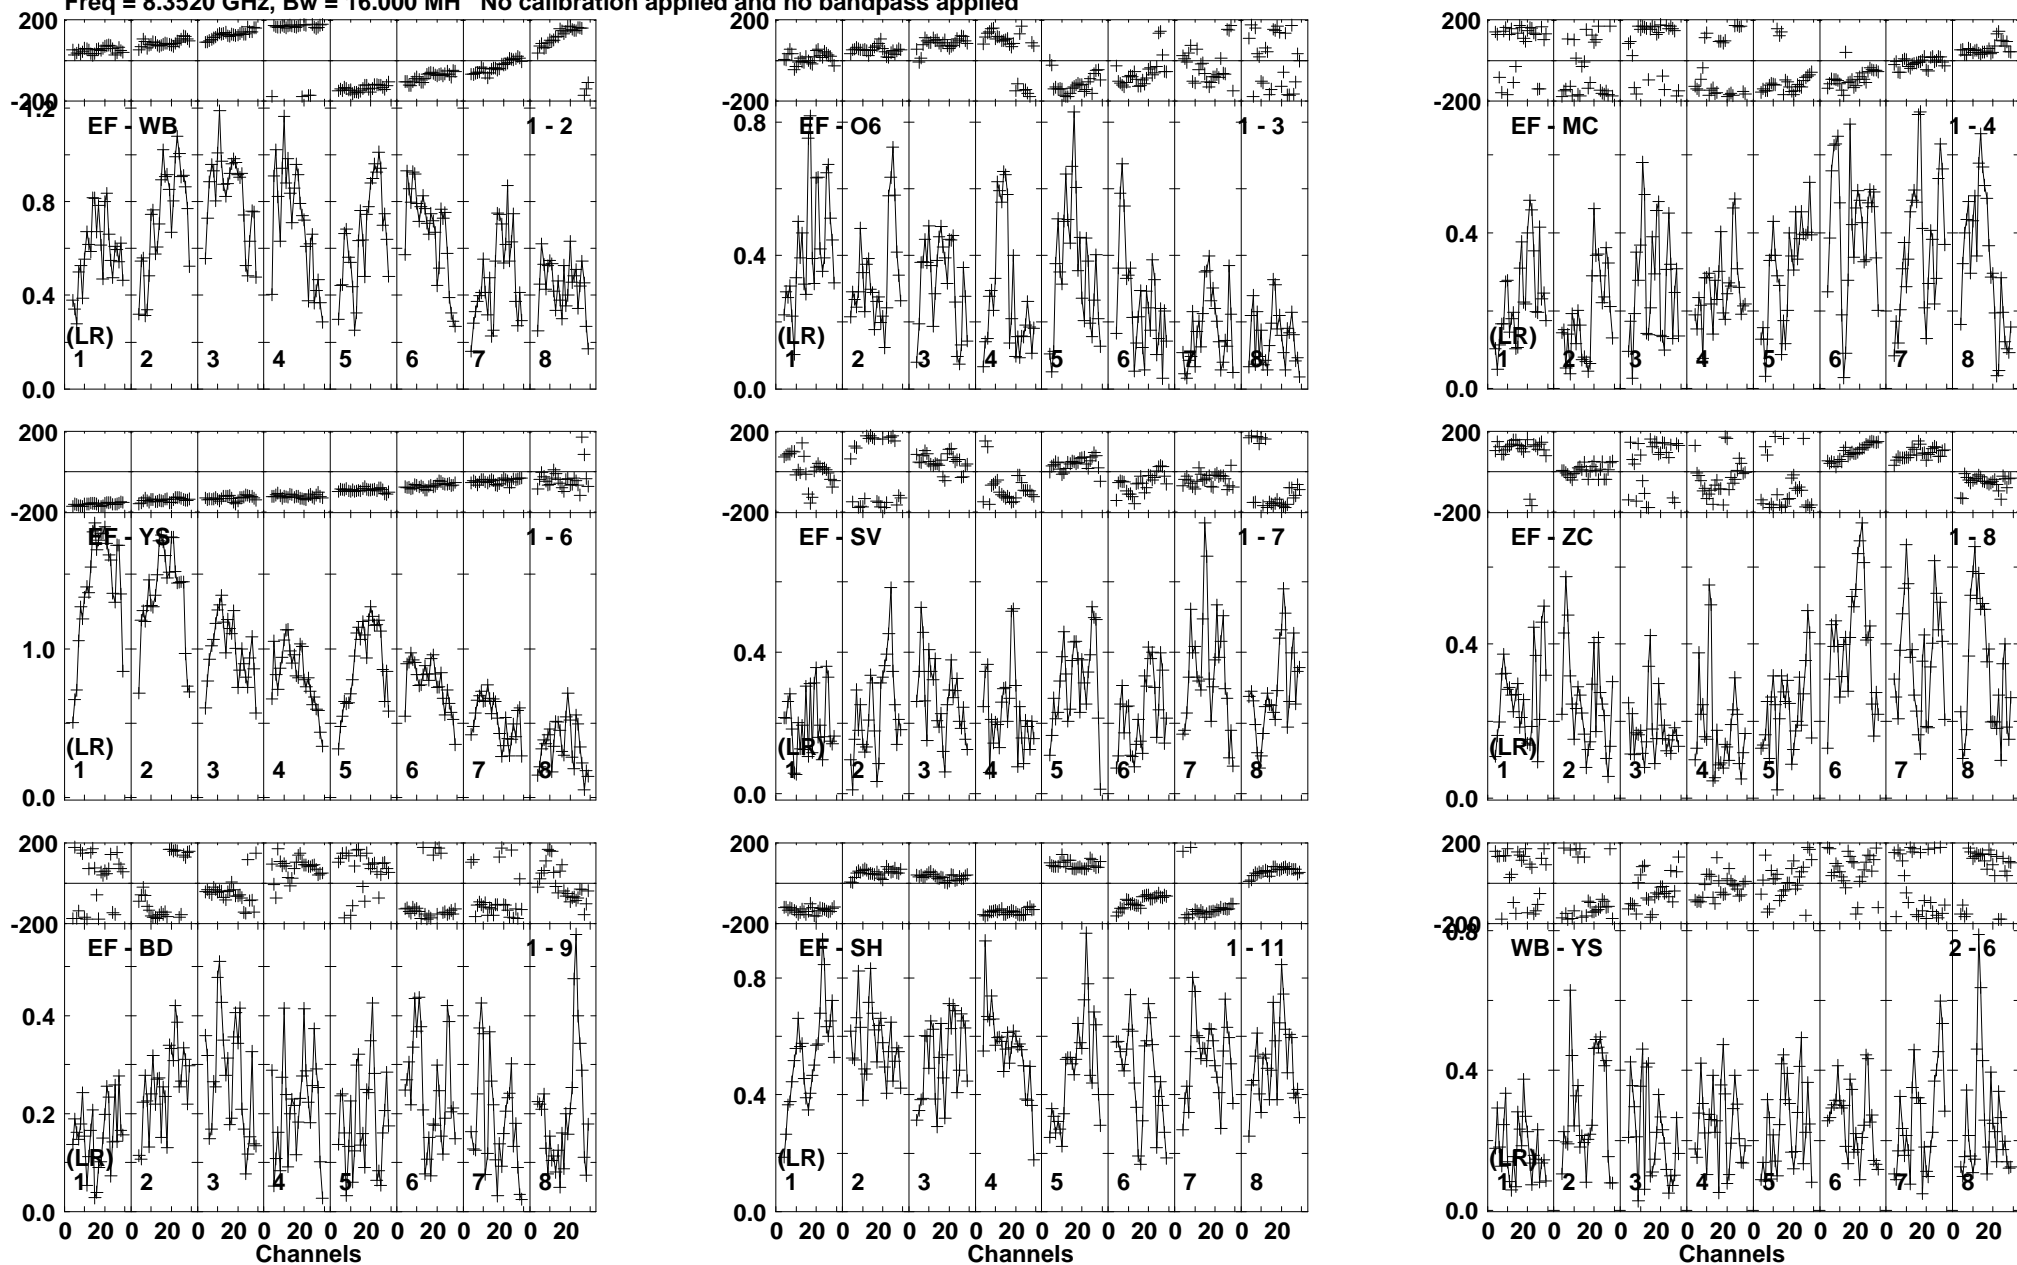 Freq = 8.3520 GHz, Bw = 16.000 MH No calibration applied and no bandpass applied
200
-200
1.2
0.8
0.4
0.0
EF - WB
1 - 2
(LR)
1 2 3 4 5 6 7 8
200
-200
0.8
0.4
0.0
EF - O6
1 - 3
(LR)
1 2 3 4 5 6 7 8
200
-200
0.4
0.0
EF - MC
1 - 4
(LR)
1 2 3 4 5 6 7 8
200
-200
1.0
0.0
EF - YS
1 - 6
(LR)
1 2 3 4 5 6 7 8
200
-200
0.4
0.0
EF - SV
1 - 7
(LR)
1 2 3 4 5 6 7 8
200
-200
0.4
0.0
EF - ZC
1 - 8
(LR)
1 2 3 4 5 6 7 8
200
-200
0.4
0.2
0.0
EF - BD
1 - 9
(LR)
1 2 3 4 5 6 7 8
0 20 0 20 0 20 0 20 0 20 0 20 0 20 0 20
Channels
200
-200
0.8
0.4
0.0
EF - SH
1 - 11
(LR)
1 2 3 4 5 6 7 8
0 20 0 20 0 20 0 20 0 20 0 20 0 20 0 20
Channels
200
-200
0.8
0.4
0.0
WB - YS
2 - 6
(LR)
1 2 3 4 5 6 7 8
0 20 0 20 0 20 0 20 0 20 0 20 0 20 0 20
Channels